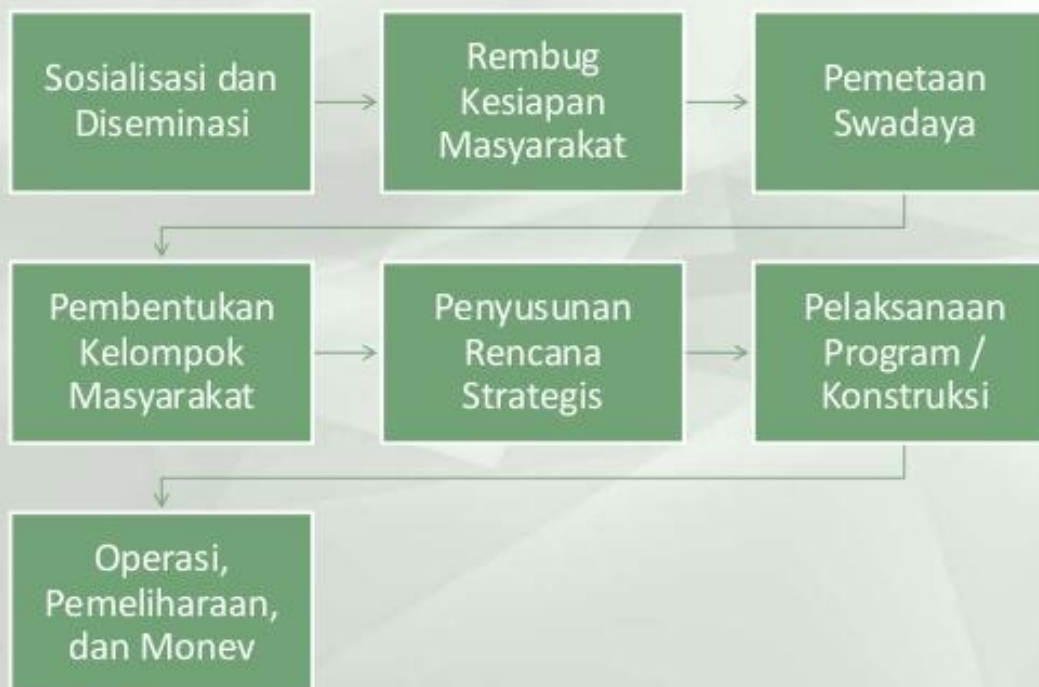 Sosialisasi dan
Diseminasi
Rembug
Kesiapan
Masyarakat
Pemetaan
Swadaya
Pembentukan
Kelompok
Masyarakat
Penyusunan
Rencana
Strategis
Pelaksanaan
Program /
Konstruksi
Operasi,
Pemeliharaan,
dan Monev